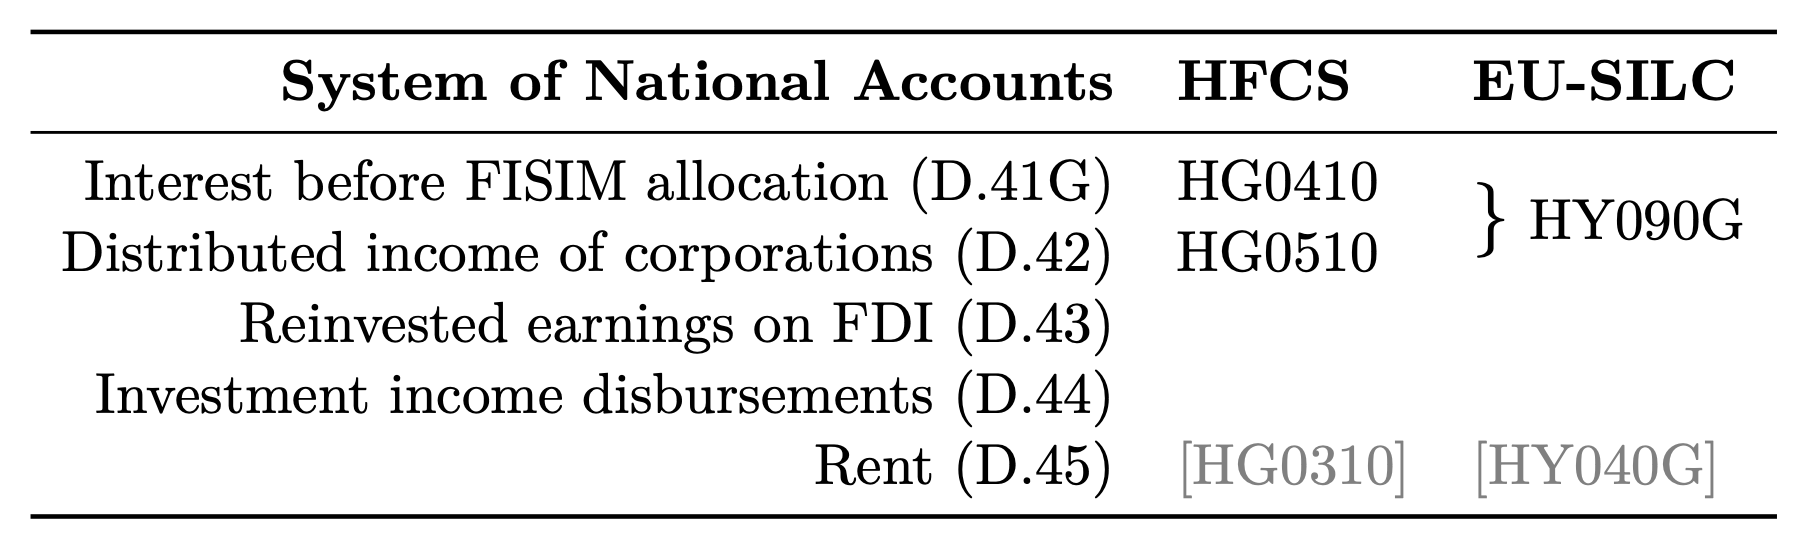 System of National Accounts HFCS EU-SILC
Interest before FISIM allocation (D.41G) HG0410
} HY090G
Distributed income of corporations (D.42) HG0510
Reinvested earnings on FDI (D.43)
Investment income disbursements (D.44)
Rent (D.45) [HG0310] [HY040G]